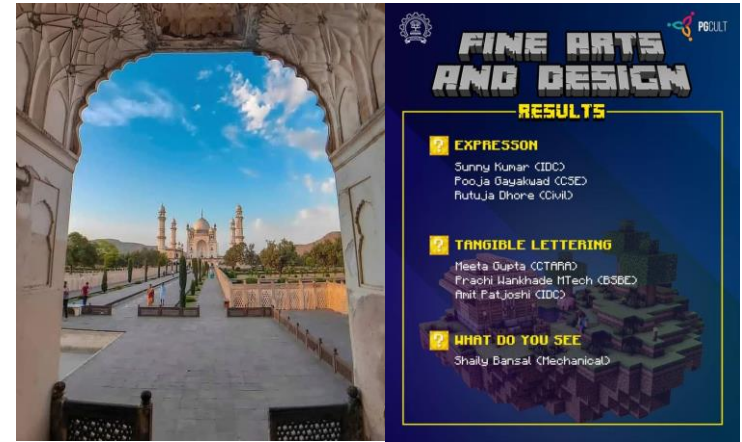 PGCULT
FINE ARTS
AND DESIGN
RESULTS
EXPRESSON
Sunny Kumar (IDC)
Pooja Gayakwad (CSE)
Rutuja Dhore (Civil)
TANGIBLE LETTERING
Meeta Gupta (CTARA)
Prachi Wankhade MTech (BSBE)
Amit Patjoshi (IDC)
WHAT DO YOU SEE
Shaily Bansal (Mechanical)